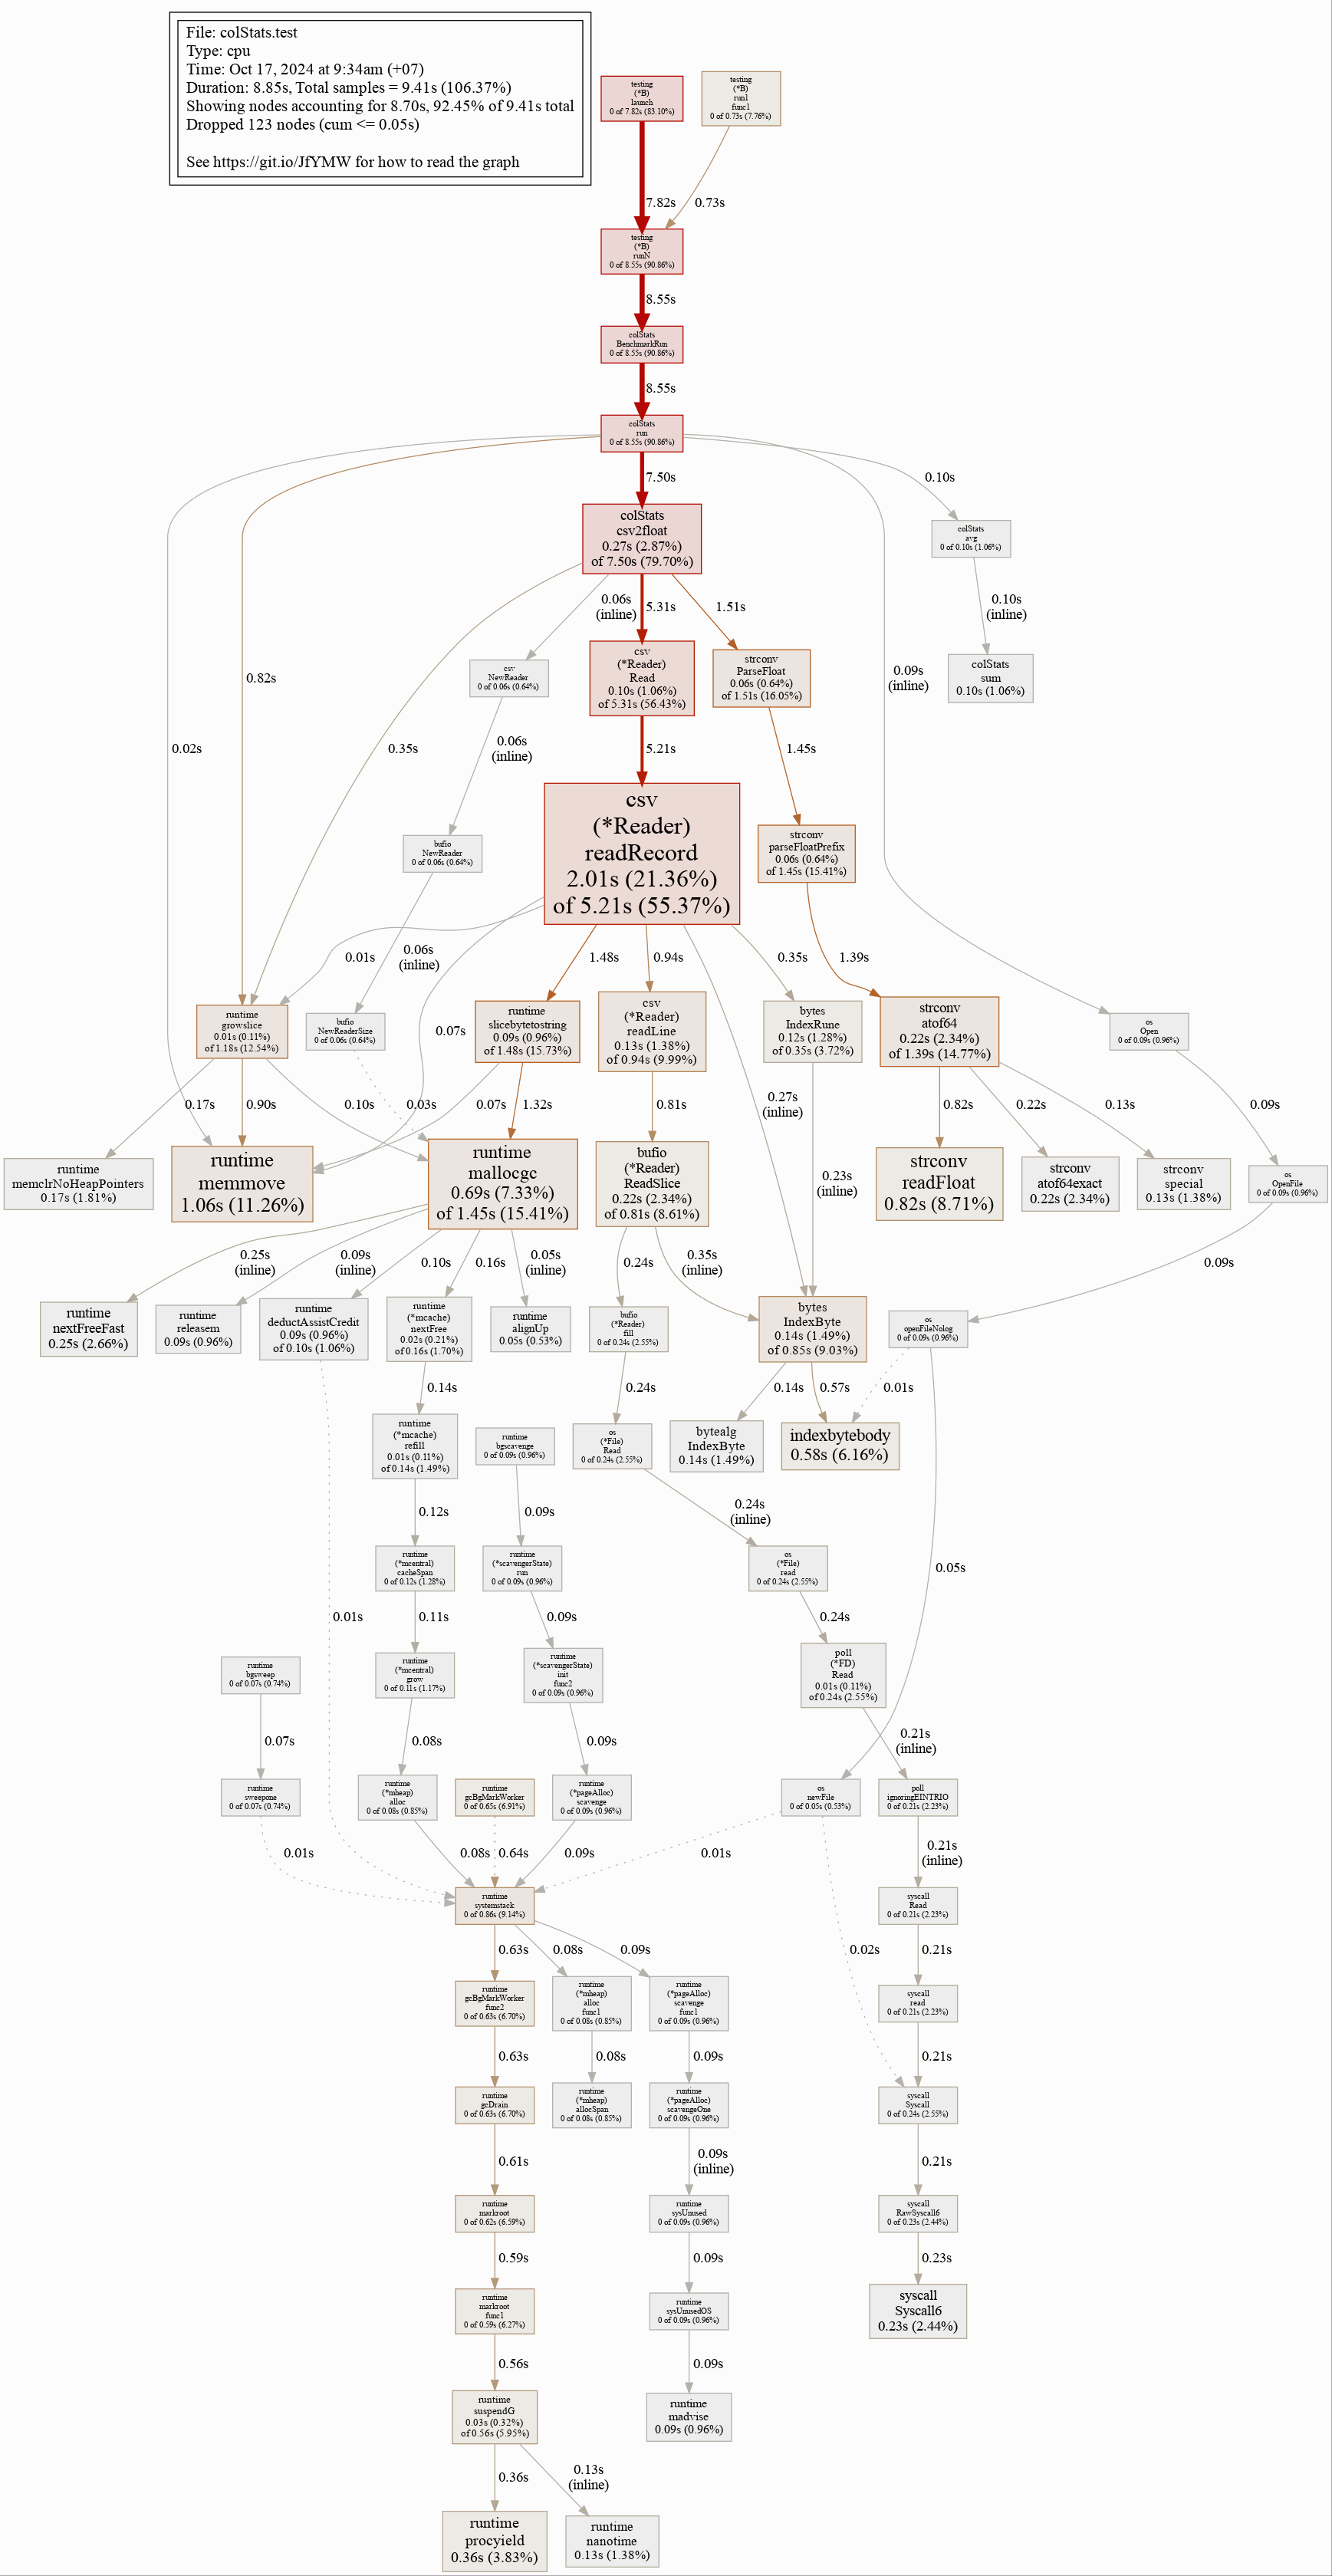 File: colStats.test
Type: cpu
Time: Oct 17, 2024 at 9:34am (+07)
Duration: 8.85s, Total samples = 9.41s (106.37%)
Showing nodes accounting for 8.70s, 92.45% of 9.41s total
Dropped 123 nodes (cum <= 0.05s)
See https://git.io/JfYMW for how to read the graph
testing
(*B)
launch
0 of 7.82s (83.10%)
testing
(*B)
run1
func1
0 of 0.73s (7.76%)
7.82s
0.73s
testing
(*B)
runN
0 of 8.55s (90.86%)
8.55s
colStats
BenchmarkRun
0 of 8.55s (90.86%)
8.55s
colStats
run
0 of 8.55s (90.86%)
7.50s
0.10s
colStats
csv2float
0.27s (2.87%)
of 7.50s (79.70%)
colStats
avg
0 of 0.10s (1.06%)
0.06s
(inline)
5.31s
1.51s
0.10s
(inline)
0.82s
csv
NewReader
0 of 0.06s (0.64%)
csv
(*Reader)
Read
0.10s (1.06%)
of 5.31s (56.43%)
strconv
ParseFloat
0.06s (0.64%)
of 1.51s (16.05%)
0.09s
(inline)
colStats
sum
0.10s (1.06%)
0.02s
0.35s
0.06s
(inline)
5.21s
1.45s
bufio
NewReader
0 of 0.06s (0.64%)
csv
(*Reader)
readRecord
2.01s (21.36%)
of 5.21s (55.37%)
strconv
parseFloatPrefix
0.06s (0.64%)
of 1.45s (15.41%)
0.01s
0.06s
(inline)
1.48s
0.94s
0.35s
1.39s
runtime
growslice
0.01s (0.11%)
of 1.18s (12.54%)
bufio
NewReaderSize
0 of 0.06s (0.64%)
0.07s
runtime
slicebytetostring
0.09s (0.96%)
of 1.48s (15.73%)
csv
(*Reader)
readLine
0.13s (1.38%)
of 0.94s (9.99%)
bytes
IndexRune
0.12s (1.28%)
of 0.35s (3.72%)
strconv
atof64
0.22s (2.34%)
of 1.39s (14.77%)
os
Open
0 of 0.09s (0.96%)
0.17s
0.90s
0.10s
0.03s
0.07s
1.32s
0.81s
0.27s
(inline)
0.82s
0.22s
0.13s
0.09s
runtime
memclrNoHeapPointers
0.17s (1.81%)
runtime
memmove
1.06s (11.26%)
runtime
mallocgc
0.69s (7.33%)
of 1.45s (15.41%)
bufio
(*Reader)
ReadSlice
0.22s (2.34%)
of 0.81s (8.61%)
0.23s
(inline)
strconv
readFloat
0.82s (8.71%)
strconv
atof64exact
0.22s (2.34%)
strconv
special
0.13s (1.38%)
os
OpenFile
0 of 0.09s (0.96%)
0.25s
(inline)
0.09s
(inline)
0.10s
0.16s
0.05s
(inline)
0.24s
0.35s
(inline)
0.09s
runtime
nextFreeFast
0.25s (2.66%)
runtime
releasem
0.09s (0.96%)
runtime
deductAssistCredit
0.09s (0.96%)
of 0.10s (1.06%)
runtime
(*mcache)
nextFree
0.02s (0.21%)
of 0.16s (1.70%)
runtime
alignUp
0.05s (0.53%)
bufio
(*Reader)
fill
0 of 0.24s (2.55%)
bytes
IndexByte
0.14s (1.49%)
of 0.85s (9.03%)
os
openFileNolog
0 of 0.09s (0.96%)
0.14s
0.24s
0.14s
0.57s
0.01s
runtime
(*mcache)
refill
0.01s (0.11%)
of 0.14s (1.49%)
runtime
bgscavenge
0 of 0.09s (0.96%)
os
(*File)
Read
0 of 0.24s (2.55%)
bytealg
IndexByte
0.14s (1.49%)
indexbytebody
0.58s (6.16%)
0.12s
0.09s
0.24s
(inline)
runtime
(*mcentral)
cacheSpan
0 of 0.12s (1.28%)
runtime
(*scavengerState)
run
0 of 0.09s (0.96%)
os
(*File)
read
0 of 0.24s (2.55%)
0.05s
0.01s
0.11s
0.09s
0.24s
runtime
bgsweep
0 of 0.07s (0.74%)
runtime
(*mcentral)
grow
0 of 0.11s (1.17%)
runtime
(*scavengerState)
init
func2
0 of 0.09s (0.96%)
poll
(*FD)
Read
0.01s (0.11%)
of 0.24s (2.55%)
0.07s
0.08s
0.09s
0.21s
(inline)
runtime
sweepone
0 of 0.07s (0.74%)
runtime
(*mheap)
alloc
0 of 0.08s (0.85%)
runtime
gcBgMarkWorker
0 of 0.65s (6.91%)
runtime
(*pageAlloc)
scavenge
0 of 0.09s (0.96%)
os
newFile
0 of 0.05s (0.53%)
poll
ignoringEINTRIO
0 of 0.21s (2.23%)
0.01s
0.08s
0.64s
0.09s
0.01s
0.21s
(inline)
runtime
systemstack
0 of 0.86s (9.14%)
syscall
Read
0 of 0.21s (2.23%)
0.63s
0.08s
0.09s
0.02s
0.21s
runtime
gcBgMarkWorker
func2
0 of 0.63s (6.70%)
runtime
(*mheap)
alloc
func1
0 of 0.08s (0.85%)
runtime
(*pageAlloc)
scavenge
func1
0 of 0.09s (0.96%)
syscall
read
0 of 0.21s (2.23%)
0.63s
0.08s
0.09s
0.21s
runtime
gcDrain
0 of 0.63s (6.70%)
runtime
(*mheap)
allocSpan
0 of 0.08s (0.85%)
runtime
(*pageAlloc)
scavengeOne
0 of 0.09s (0.96%)
syscall
Syscall
0 of 0.24s (2.55%)
0.61s
0.09s
(inline)
0.21s
runtime
markroot
0 of 0.62s (6.59%)
runtime
sysUnused
0 of 0.09s (0.96%)
syscall
RawSyscall6
0 of 0.23s (2.44%)
0.59s
0.09s
0.23s
runtime
markroot
func1
0 of 0.59s (6.27%)
runtime
sysUnusedOS
0 of 0.09s (0.96%)
syscall
Syscall6
0.23s (2.44%)
0.56s
0.09s
runtime
suspendG
0.03s (0.32%)
of 0.56s (5.95%)
runtime
madvise
0.09s (0.96%)
0.36s
0.13s
(inline)
runtime
procyield
0.36s (3.83%)
runtime
nanotime
0.13s (1.38%)